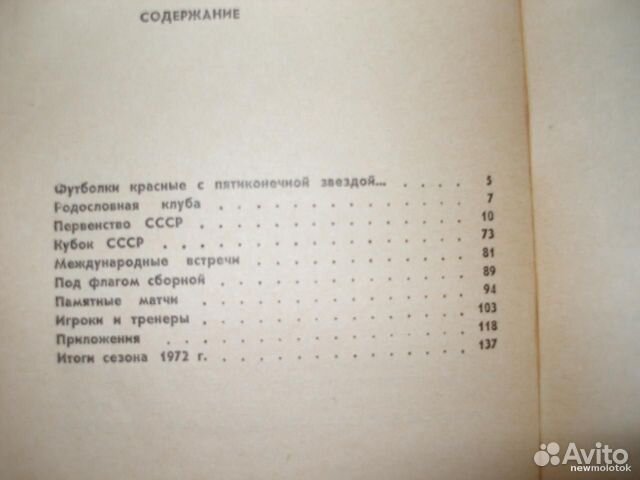 СОДЕРЖАНИЕ
Футболки красные с пятиконечной звездой... . . . . 5
Родословная клуба . . . . . . . . . . . 7
Первенство СССР . . . . . . . . . . . . . 10
Кубок СССР . . . . . . . . . . . . . . . 73
Международные встречи . . . . . . . . . . 81
Под флагом сборной . . . . . . . . . . . . 89
Памятные матчи . . . . . . . . . . . . . 94
Игроки и тренеры . . . . . . . . . . . . 103
Приложения . . . . . . . . . . . . . . . 118
Итоги сезона 1972 г. . . . . . . . . . . . 137
Avito
newmolotok